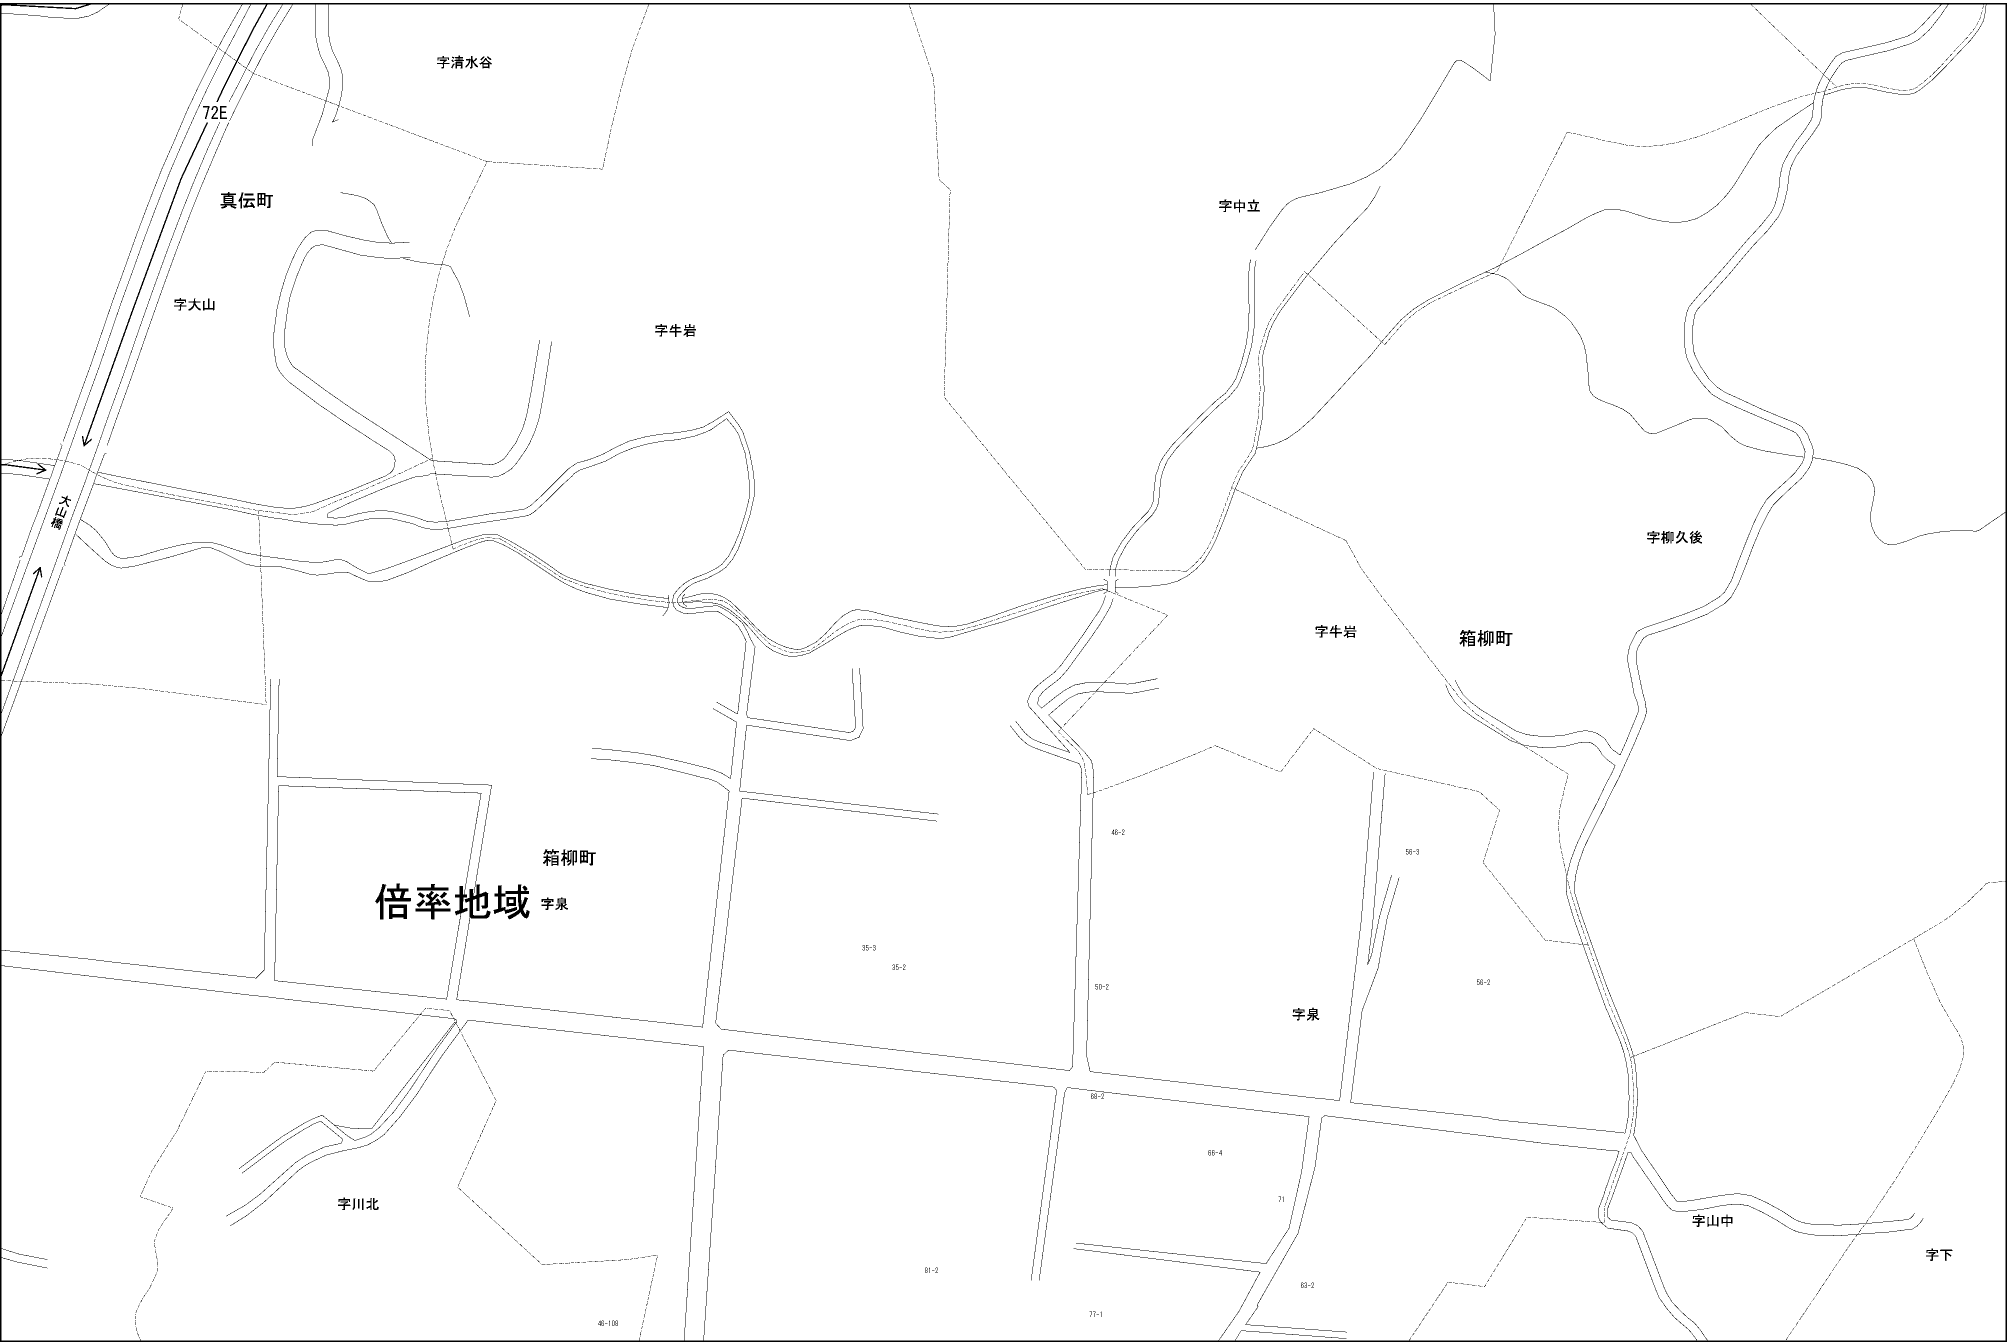 字清水谷
72E
真伝町
字中立
字大山
字牛岩
大山橋
字柳久後
字牛岩
箱柳町
46-2
56-3
箱柳町
倍率地域
字泉
35-3
35-2
56-2
50-2
字泉
68-2
66-4
71
字川北
字山中
字下
81-2
63-2
77-1
46-108